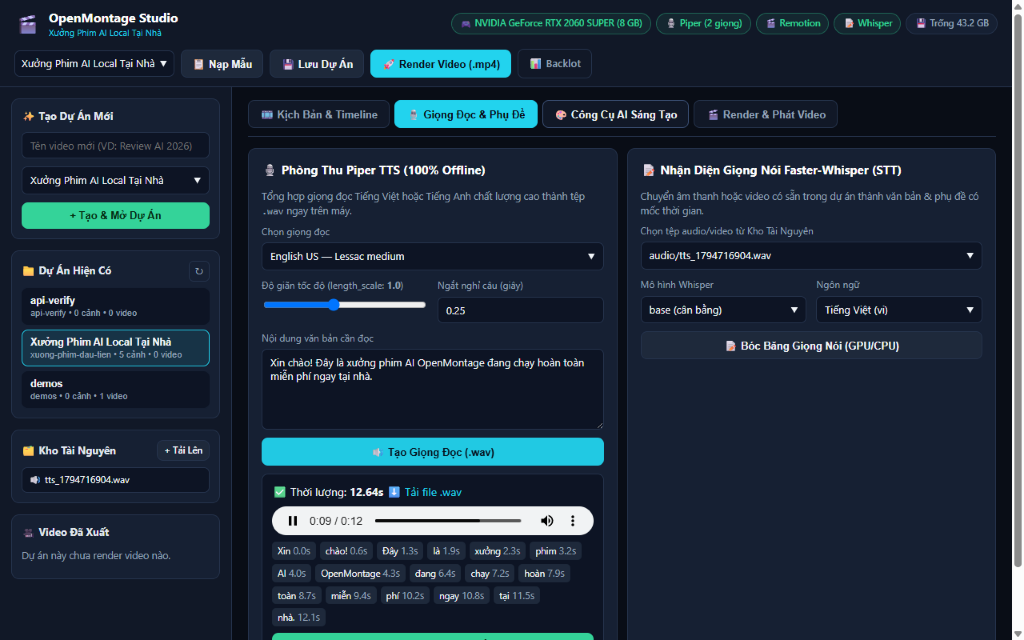 OpenMontage Studio
Xưởng Phim AI Local Tại Nhà
NVIDIA GeForce RTX 2060 SUPER (8 GB)
Piper (2 giọng)
Remotion
Whisper
Trống 43.2 GB
Xưởng Phim AI Local Tại Nhà
Nạp Mẫu
Lưu Dự Án
Render Video (.mp4)
Backlot
Tạo Dự Án Mới
Tên video mới (VD: Review AI 2026)
Xưởng Phim AI Local Tại Nhà
+ Tạo & Mở Dự Án
Dự Án Hiện Có
api-verify
api-verify • 0 cảnh • 0 video
Xưởng Phim AI Local Tại Nhà
xuong-phim-dau-tien • 5 cảnh • 0 video
demos
demos • 0 cảnh • 1 video
Kho Tài Nguyên
+ Tải Lên
tts_1794716904.wav
Video Đã Xuất
Dự án này chưa render video nào.
Kịch Bản & Timeline
Giọng Đọc & Phụ Đề
Công Cụ AI Sáng Tạo
Render & Phát Video
Phòng Thu Piper TTS (100% Offline)
Tổng hợp giọng đọc Tiếng Việt hoặc Tiếng Anh chất lượng cao thành tệp
.wav ngay trên máy.
Chọn giọng đọc
English US — Lessac medium
Độ giãn tốc độ (length_scale: 1.0)
Ngắt nghỉ câu (giây)
0.25
Nội dung văn bản cần đọc
Xin chào! Đây là xưởng phim AI OpenMontage đang chạy hoàn toàn
miễn phí ngay tại nhà.
Tạo Giọng Đọc (.wav)
Thời lượng: 12.64s
Tải file .wav
0:09 / 0:12
Xin 0.0s chào! 0.6s Đây 1.3s là 1.9s xưởng 2.3s phim 3.2s
AI 4.0s OpenMontage 4.3s đang 6.4s chạy 7.2s hoàn 7.9s
toàn 8.7s miễn 9.4s phí 10.2s ngay 10.8s tại 11.5s
nhà. 12.1s
Nhận Diện Giọng Nói Faster-Whisper (STT)
Chuyển âm thanh hoặc video có sẵn trong dự án thành văn bản & phụ đề có
mốc thời gian.
Chọn tệp audio/video từ Kho Tài Nguyên
audio/tts_1794716904.wav
Mô hình Whisper
Ngôn ngữ
base (cân bằng)
Tiếng Việt (vi)
Bóc Băng Giọng Nói (GPU/CPU)